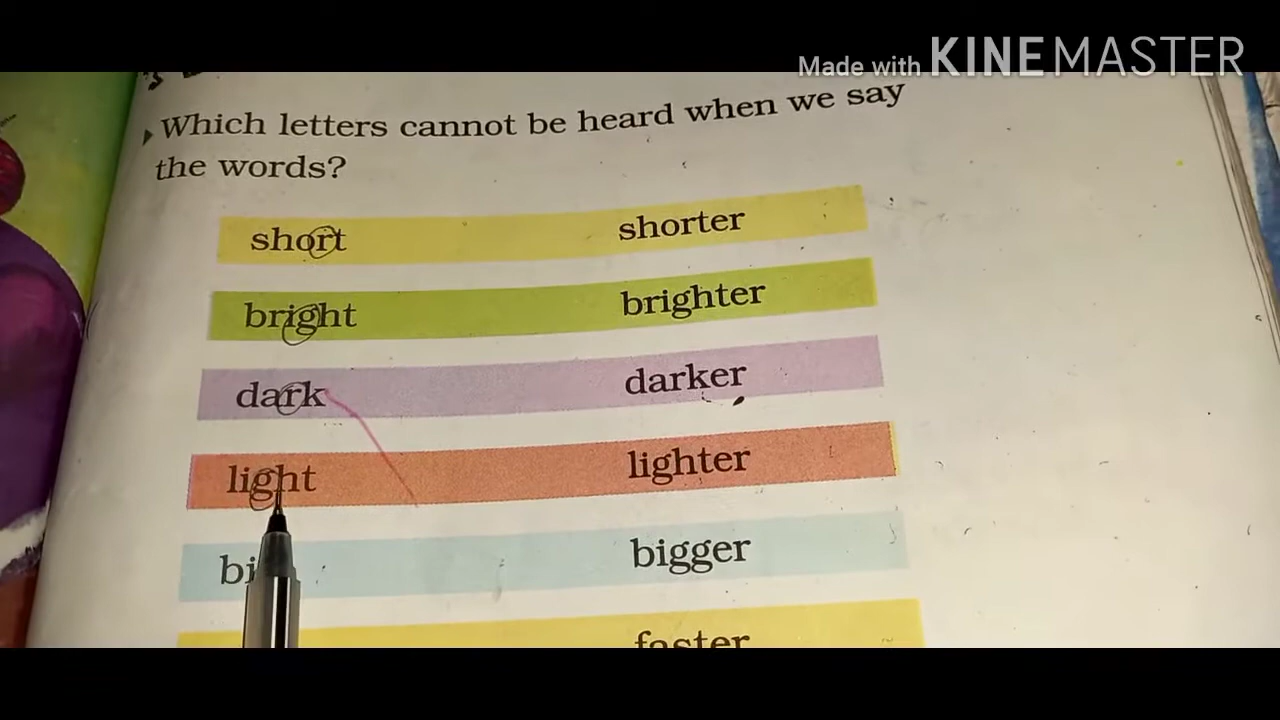 Made with KINEMASTER
Which letters cannot be heard when we say
the words?
short shorter
bright brighter
dark darker
light lighter
bigger
faster